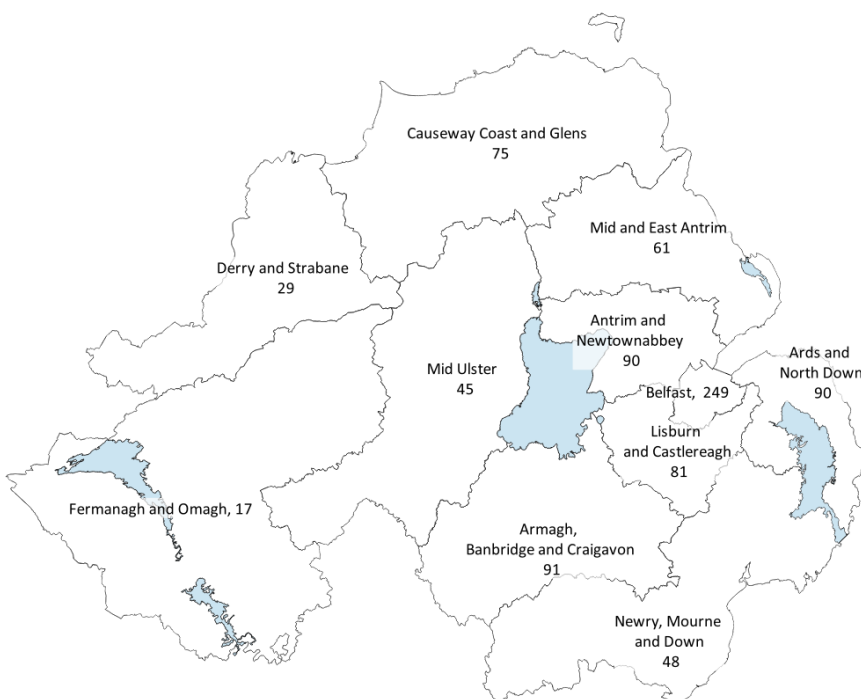 Causeway Coast and Glens
75
Mid and East Antrim
61
Derry and Strabane
29
Antrim and
Newtownabbey
90
Ards and
North Down
90
Mid Ulster
45
Belfast, 249
Lisburn
and Castlereagh
81
Fermanagh and Omagh, 17
Armagh,
Banbridge and Craigavon
91
Newry, Mourne
and Down
48